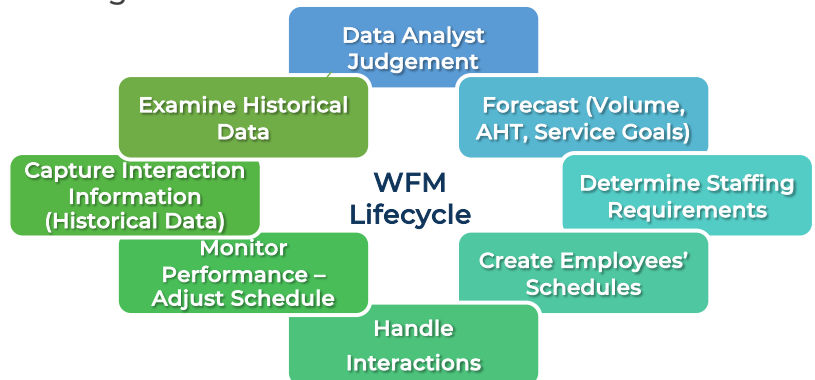 Data Analyst
Judgement
Examine Historical
Data
Forecast (Volume,
AHT, Service Goals)
Capture Interaction
Information
(Historical Data)
WFM
Lifecycle
Determine Staffing
Requirements
Monitor
Performance –
Adjust Schedule
Create Employees’
Schedules
Handle
Interactions